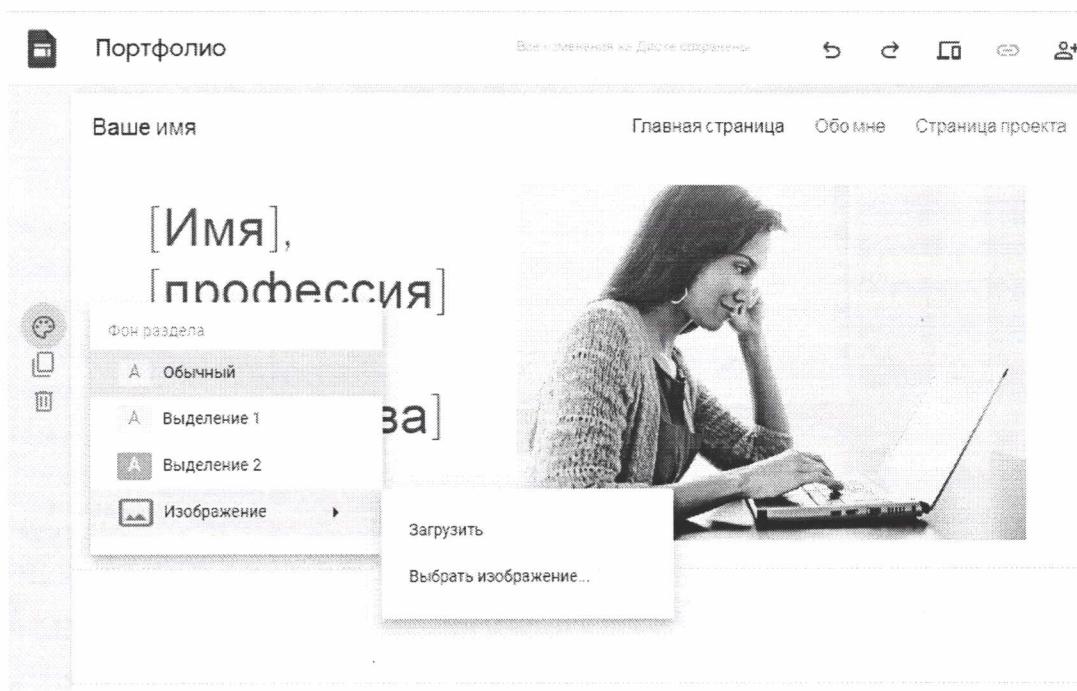 Портфолио
Все изменения на Диске сохранены
Ваше имя
Главная страница
Обо мне
Страница проекта
[Имя],
[профессия]
ва]
Фон раздела
A Обычный
A Выделение 1
A Выделение 2
Изображение
Загрузить
Выбрать изображение...